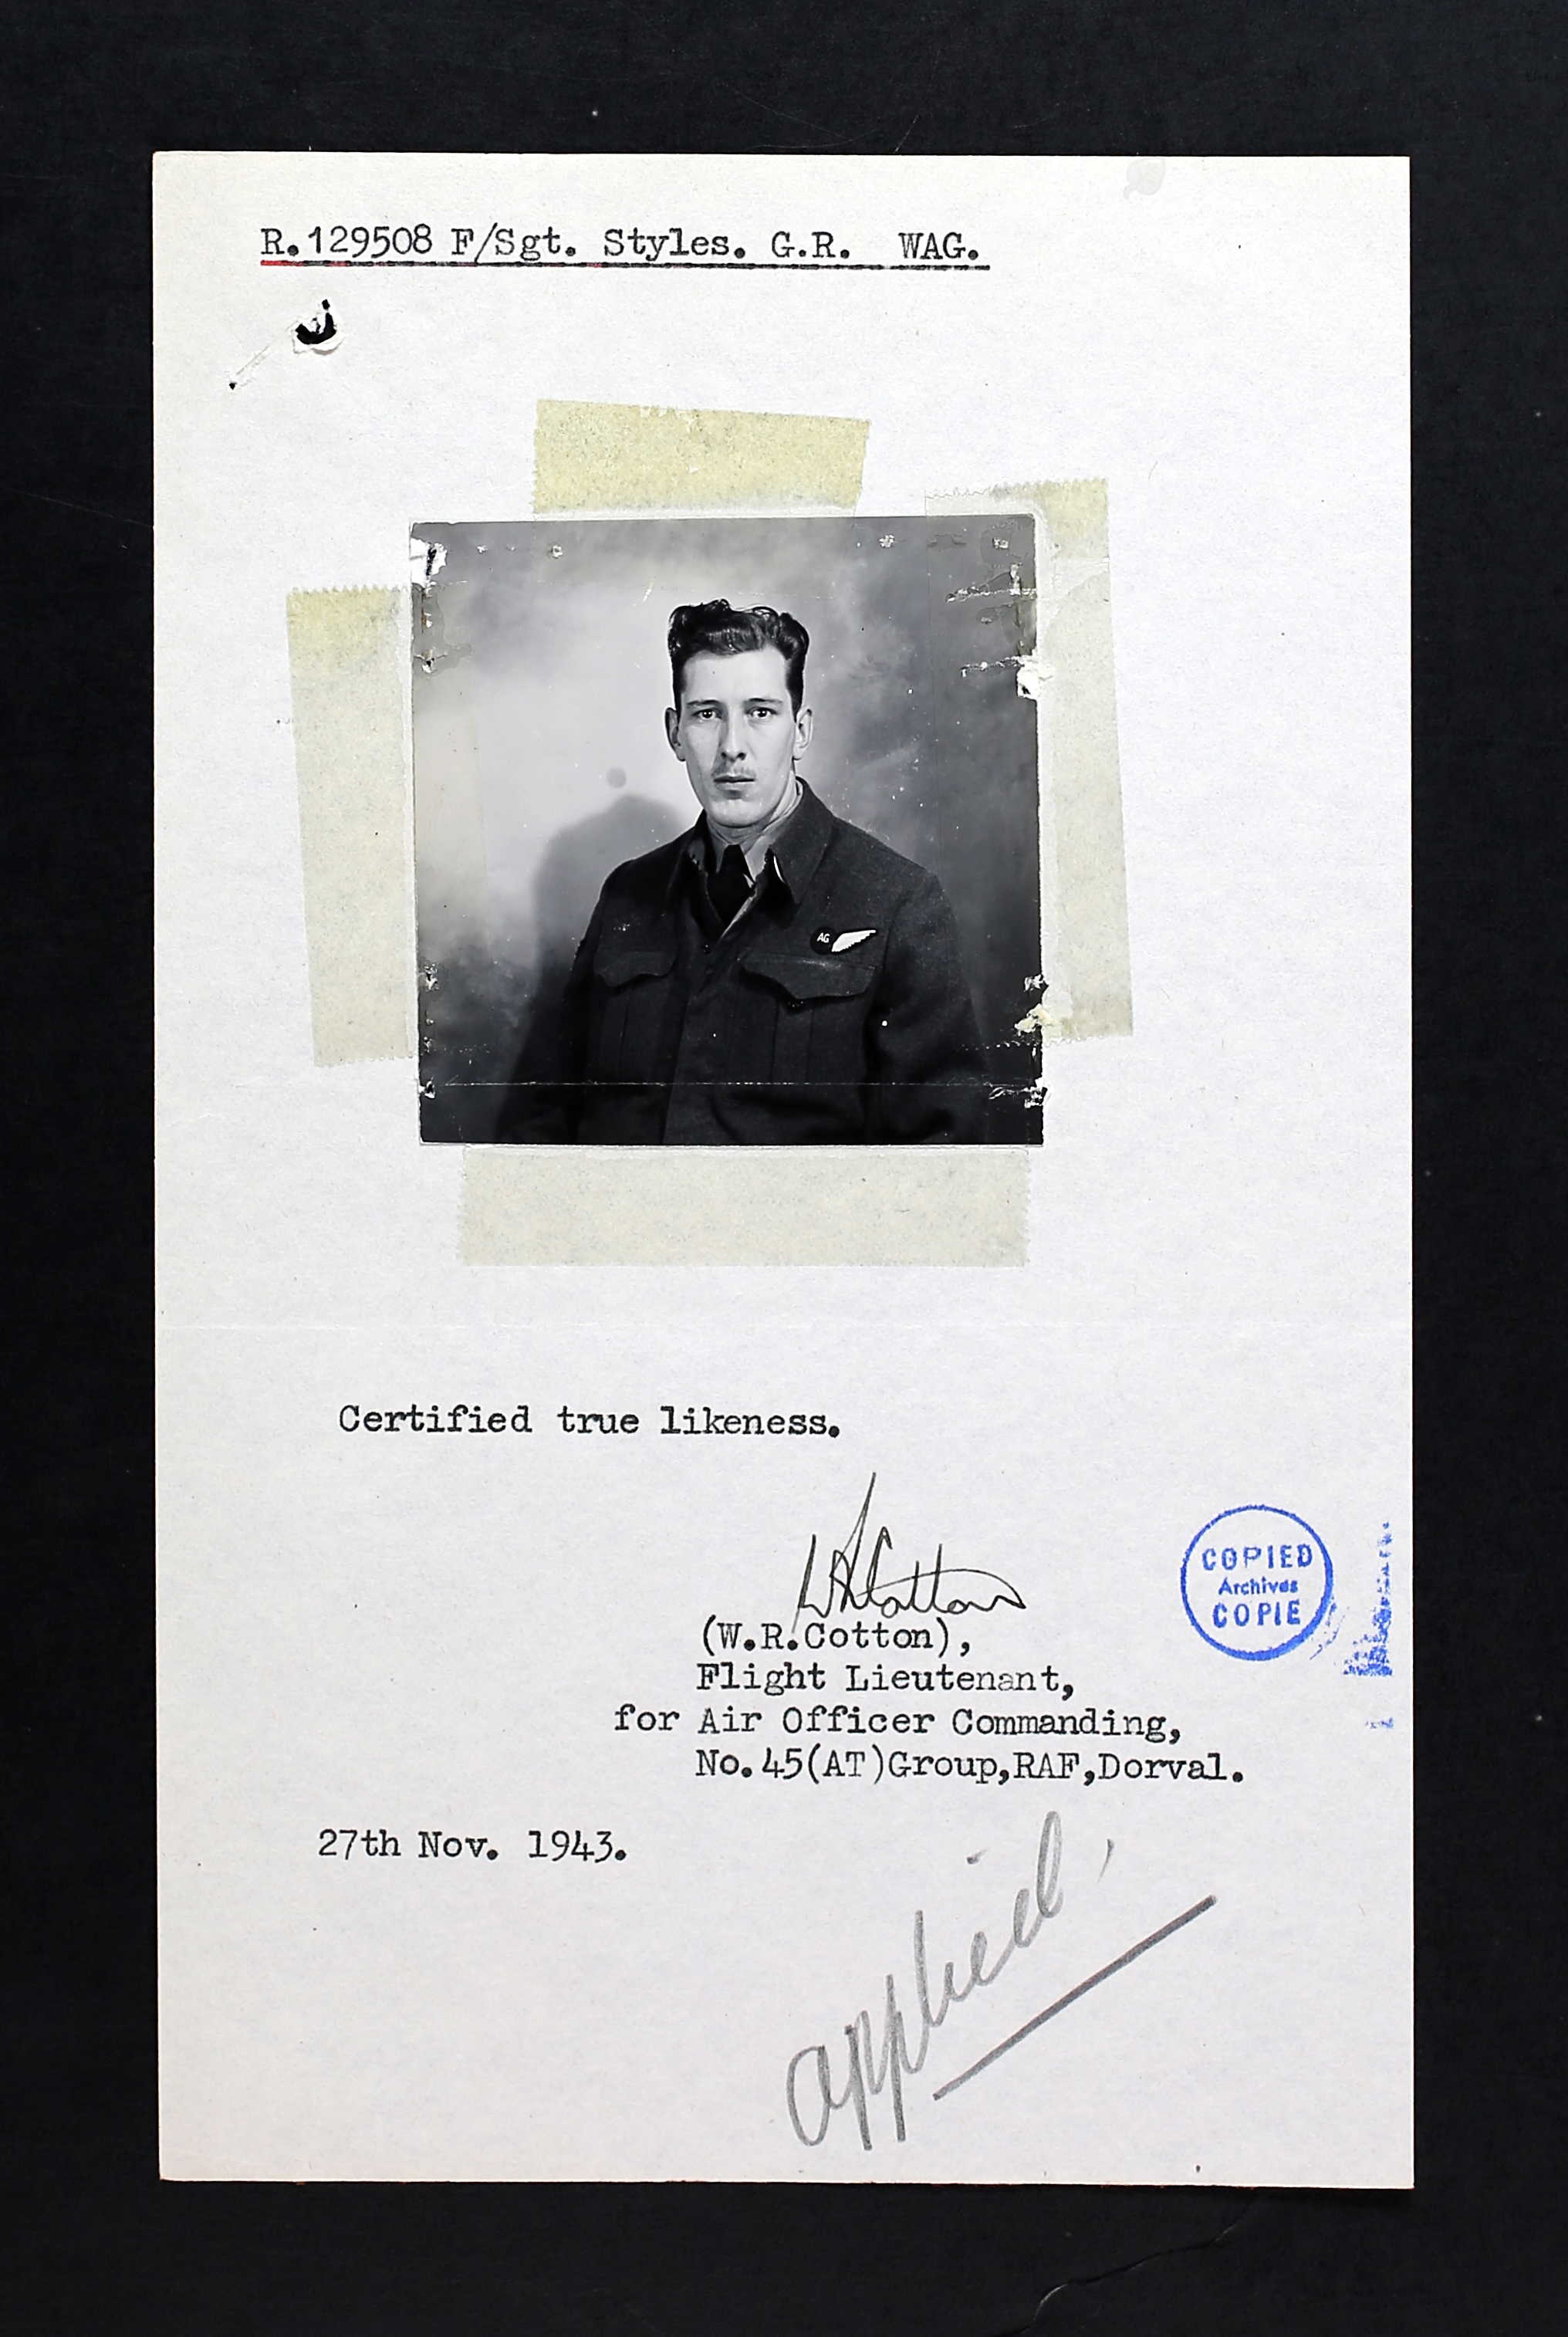 R.129508 F/Sgt. Styles. G.R. WAG.
AG
Certified true likeness.
WRCotton
(W.R.Cotton),
Flight Lieutenant,
for Air Officer Commanding,
No.45(AT)Group,RAF,Dorval.
COPIED
Archives
COPIE
27th Nov. 1943.
applied